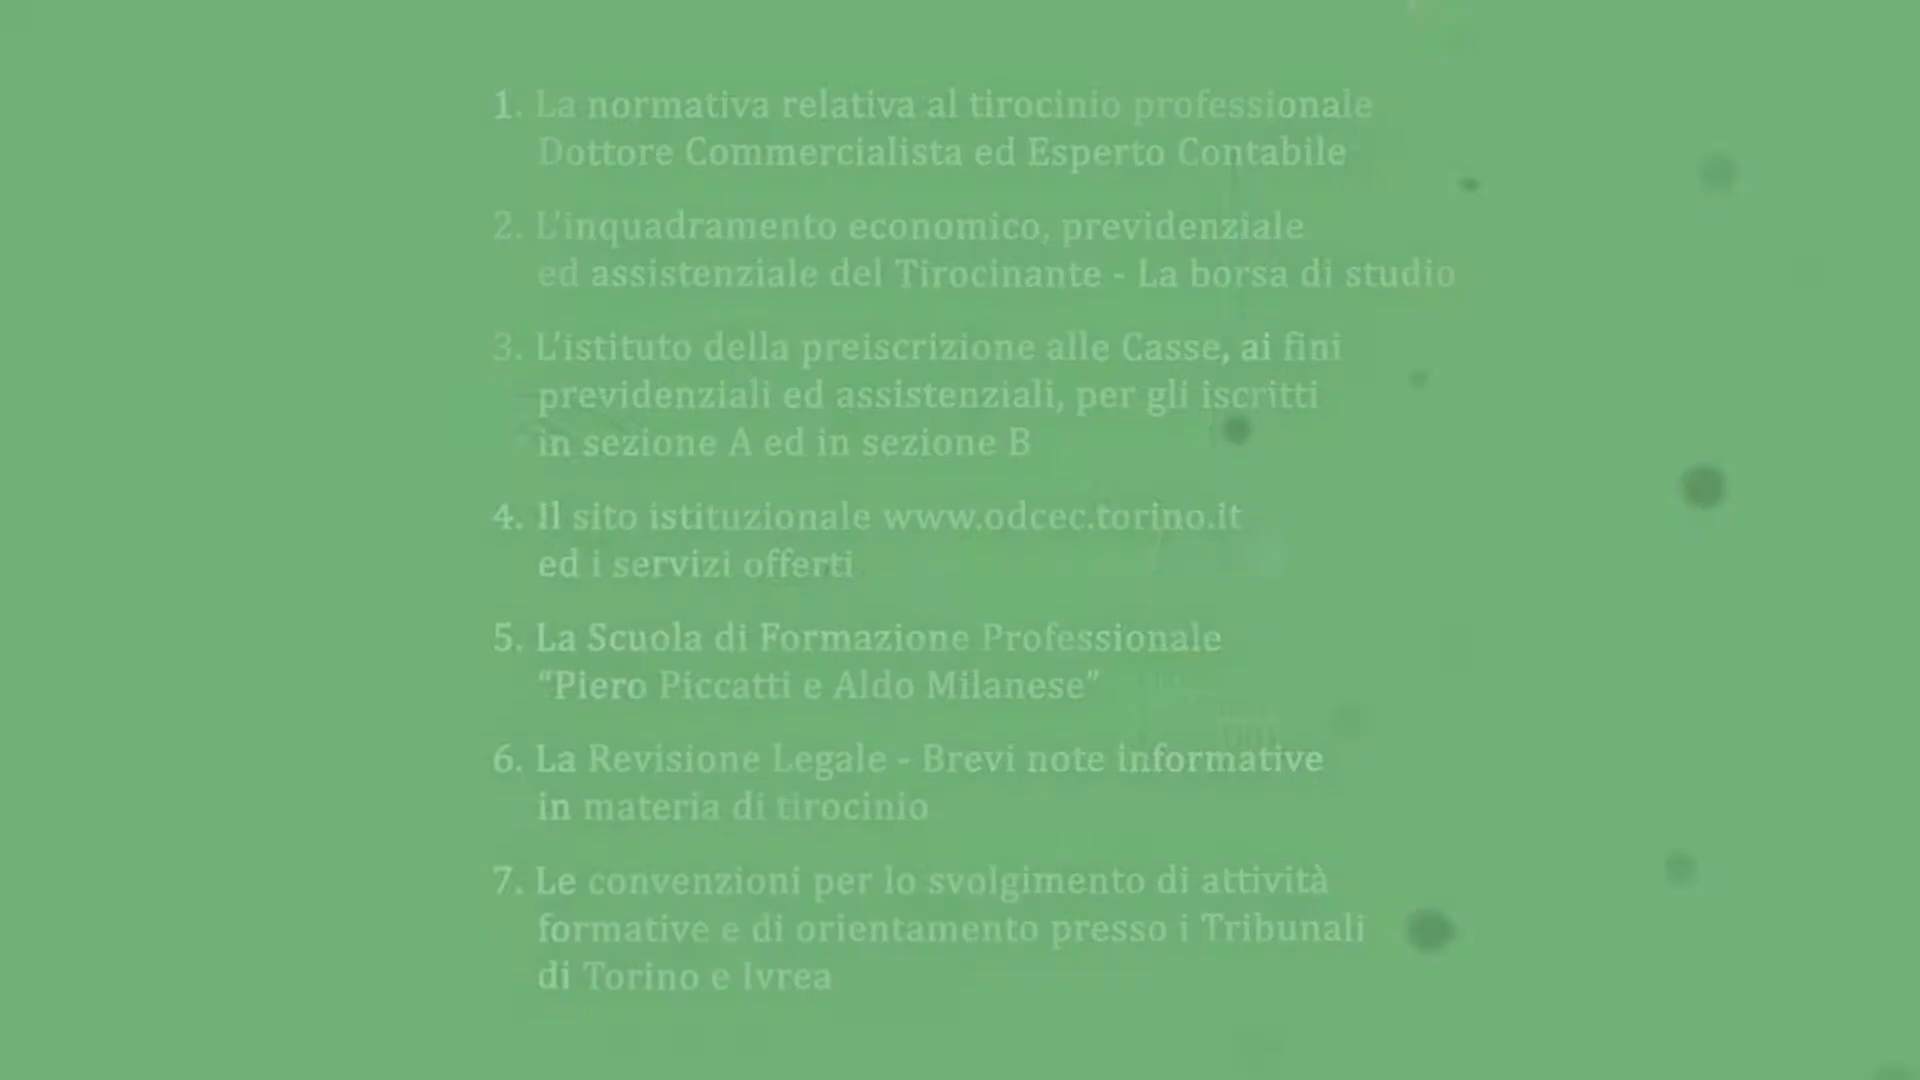 1. La normativa relativa al tirocinio professionale
Dottore Commercialista ed Esperto Contabile
2. L'inquadramento economico, previdenziale
ed assistenziale del Tirocinante - La borsa di studio
3. L'istituto della preiscrizione alle Casse, ai fini
previdenziali ed assistenziali, per gli iscritti
in sezione A ed in sezione B
4. Il sito istituzionale www.odcec.torino.it
ed i servizi offerti
5. La Scuola di Formazione Professionale
“Piero Piccatti e Aldo Milanese”
6. La Revisione Legale - Brevi note informative
in materia di tirocinio
7. Le convenzioni per lo svolgimento di attività
formative e di orientamento presso i Tribunali
di Torino e Ivrea